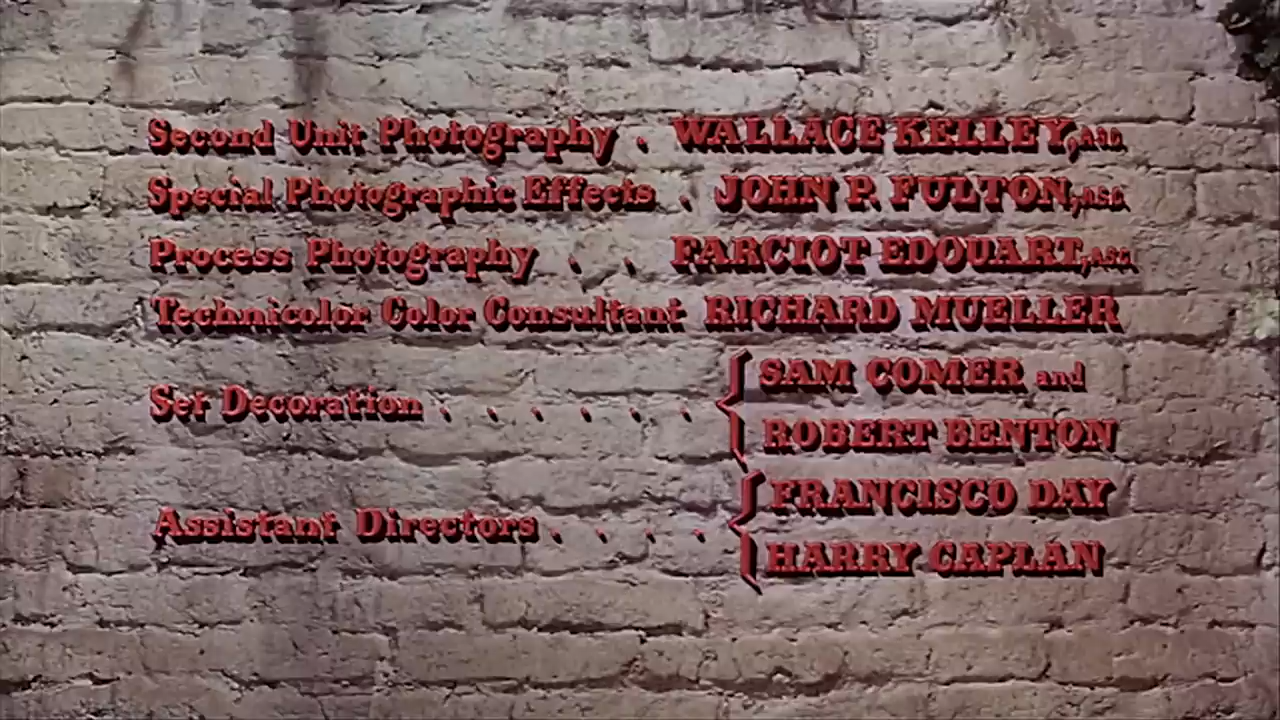 Second Unit Photography . WALLACE KELLEY, A.S.C.
Special Photographic Effects . JOHN P. FULTON, A.S.C.
Process Photography . . FARCIOT EDOUART, A.S.C.
Technicolor Color Consultant RICHARD MUELLER
Set Decoration . . . . . . { SAM COMER and
ROBERT BENTON
Assistant Directors . . . . { FRANCISCO DAY
HARRY CAPLAN